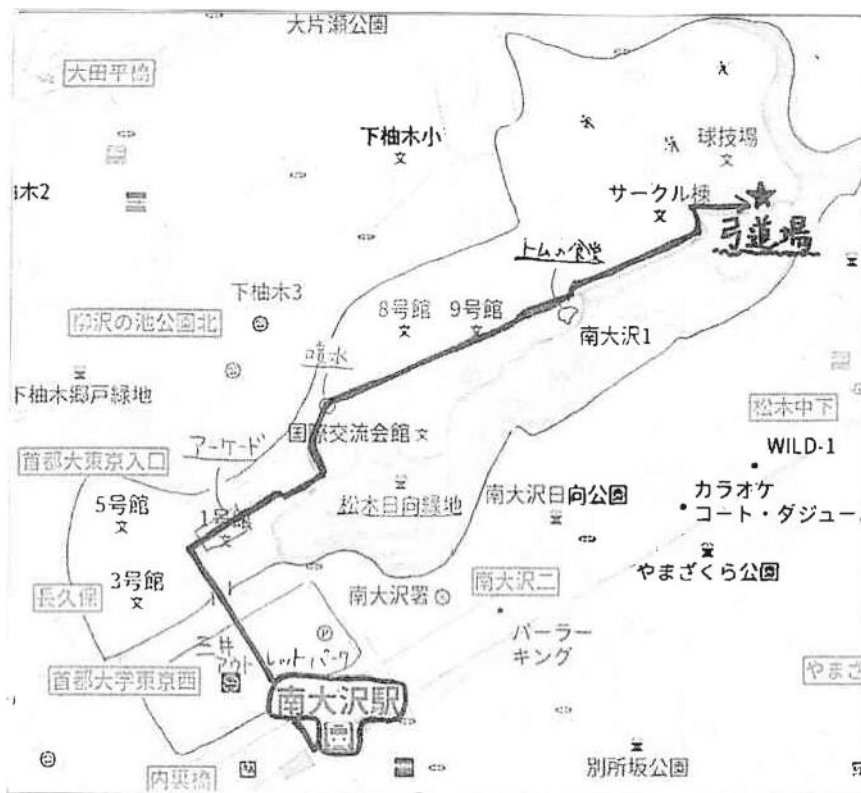 大片瀬公園
大田平橋
下柚木小
球技場
木2
サークル棟
弓道場
トムの食堂
下柚木3
8号館
9号館
柳沢の池公園北
南大沢1
噴水
下柚木郷戸緑地
国際交流会館
松木中下
アーケード
首都大東京入口
WILD-1
5号館
1号館
松木日向緑地
南大沢日向公園
カラオケ
コート・ダジュー
やまざくら公園
3号館
長久保
南大沢署
南大沢二
パーラー
キング
三井
アウトレットパーク
P
やまざ
首都大学東京西
南大沢駅
内裏橋
別所坂公園